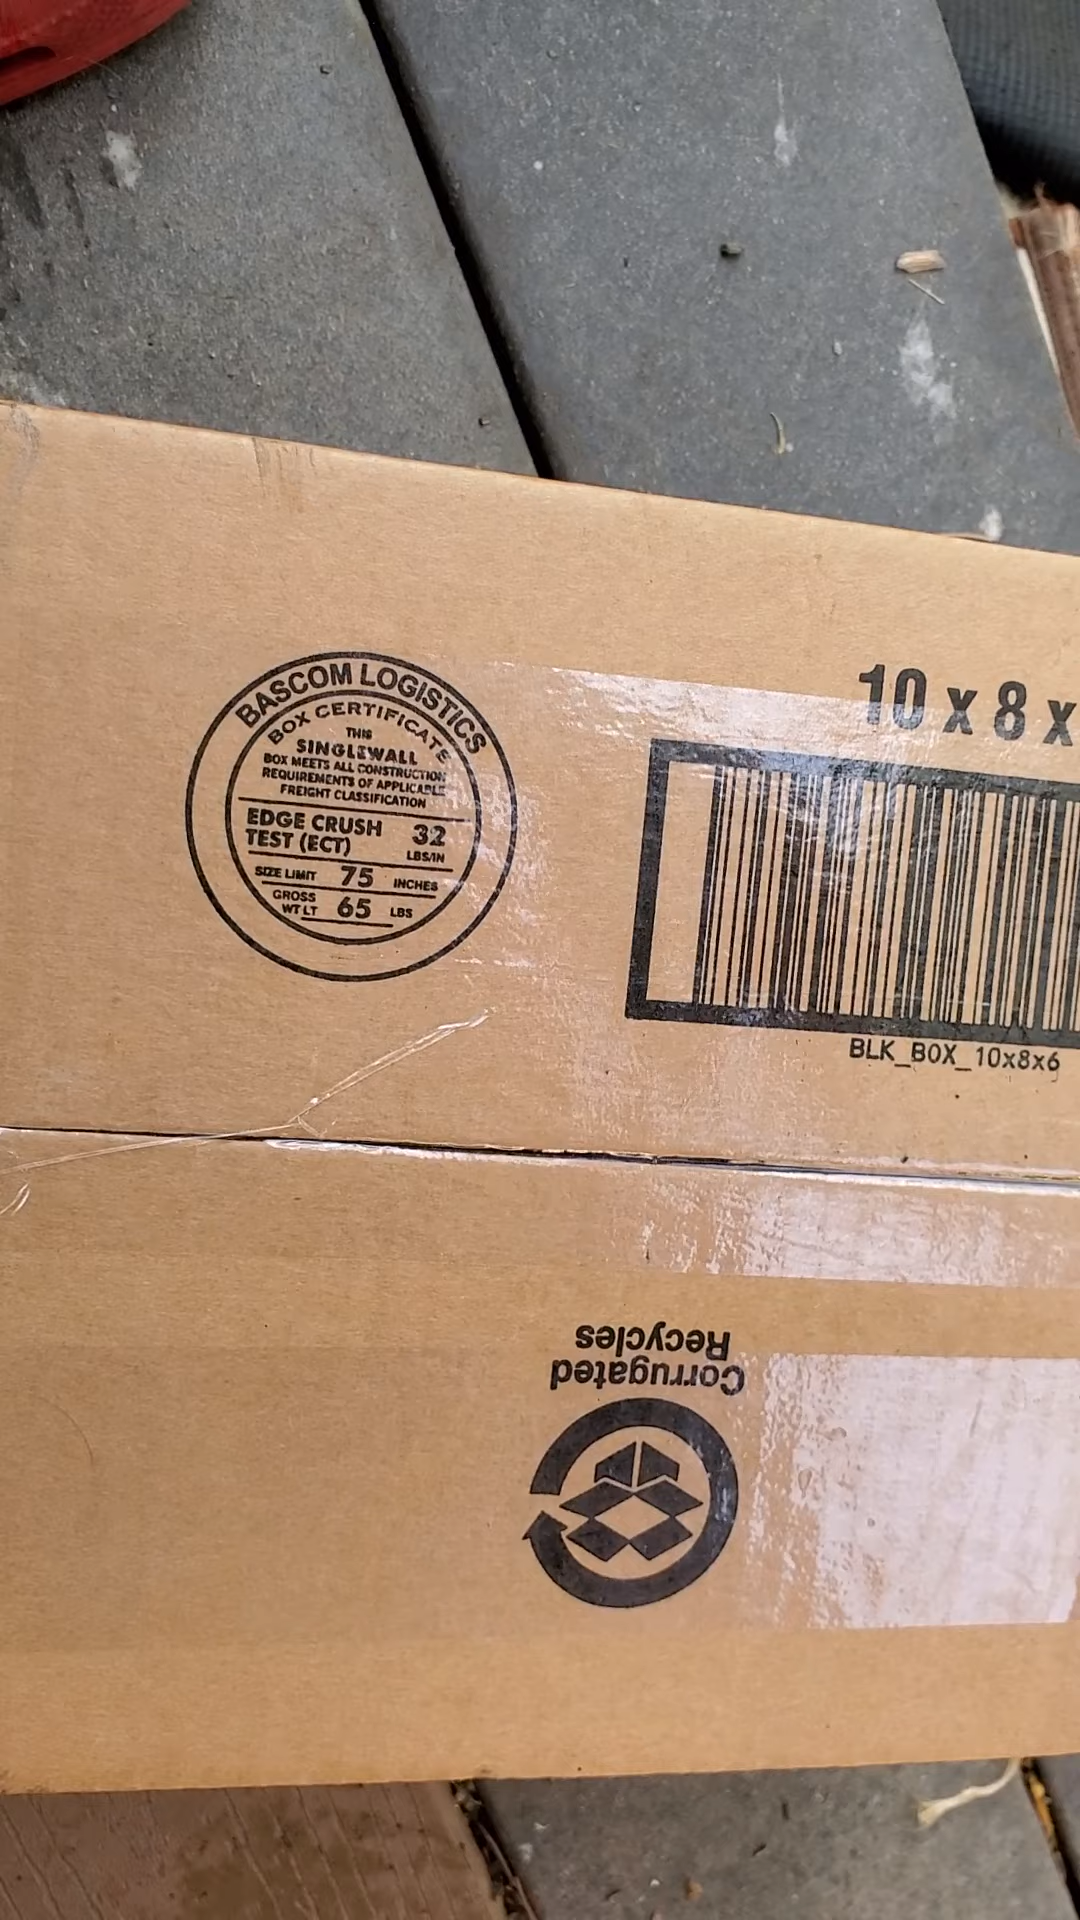 BASCOM LOGISTICS
BOX CERTIFICATE
THIS
SINGLEWALL
BOX MEETS ALL CONSTRUCTION
REQUIREMENTS OF APPLICABLE
FREIGHT CLASSIFICATION
EDGE CRUSH
TEST (ECT)
32
LBS/IN
SIZE LIMIT 75 INCHES
GROSS
WT LT 65 LBS
10 x 8 x
BLK_BOX_10x8x6
Corrugated
Recycles